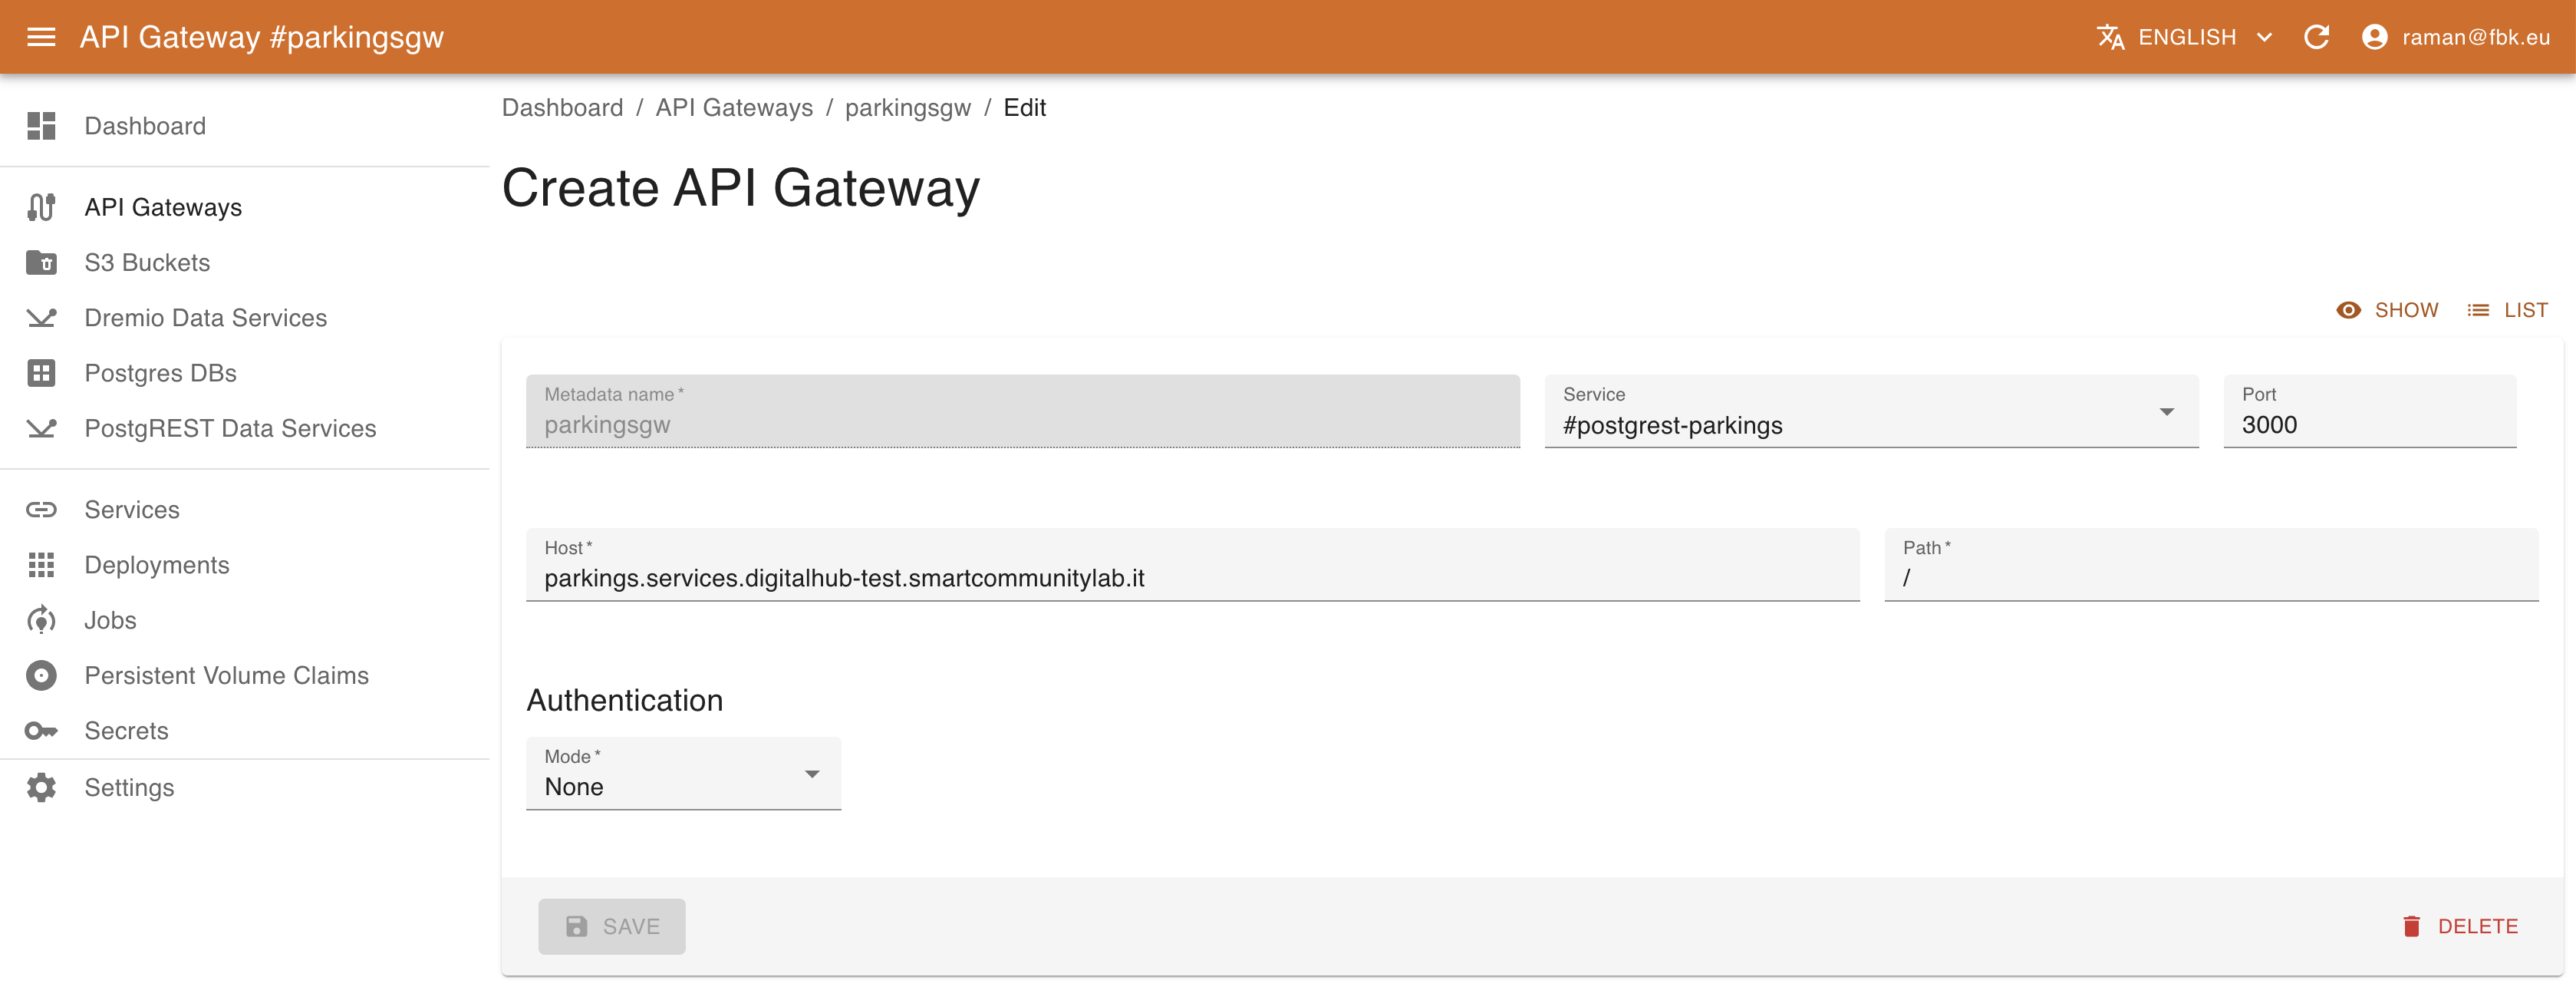 API Gateway #parkingsgw
ENGLISH
raman@fbk.eu
Dashboard
API Gateways
S3 Buckets
Dremio Data Services
Postgres DBs
PostgREST Data Services
Services
Deployments
Jobs
Persistent Volume Claims
Secrets
Settings
Dashboard / API Gateways / parkingsgw / Edit
Create API Gateway
SHOW
LIST
Metadata name *
parkingsgw
Service
#postgrest-parkings
Port
3000
Host *
parkings.services.digitalhub-test.smartcommunitylab.it
Path *
/
Authentication
Mode *
None
SAVE
DELETE